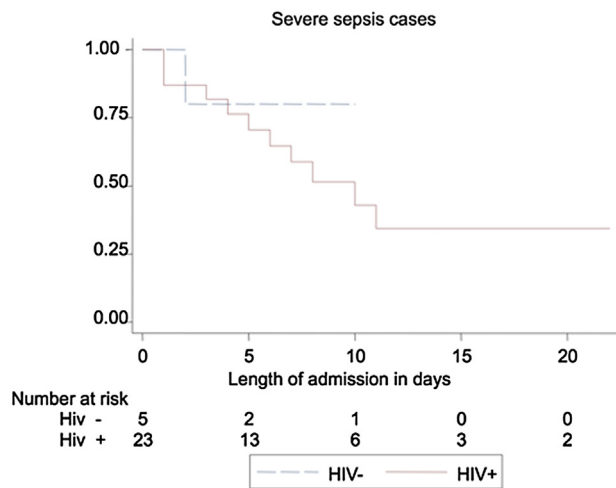 Severe sepsis cases
1.00
0.75
0.50
0.25
0.00
0 5 10 15 20
Length of admission in days
Number at risk
Hiv - 5 2 1 0 0
Hiv + 23 13 6 3 2
HIV- HIV+